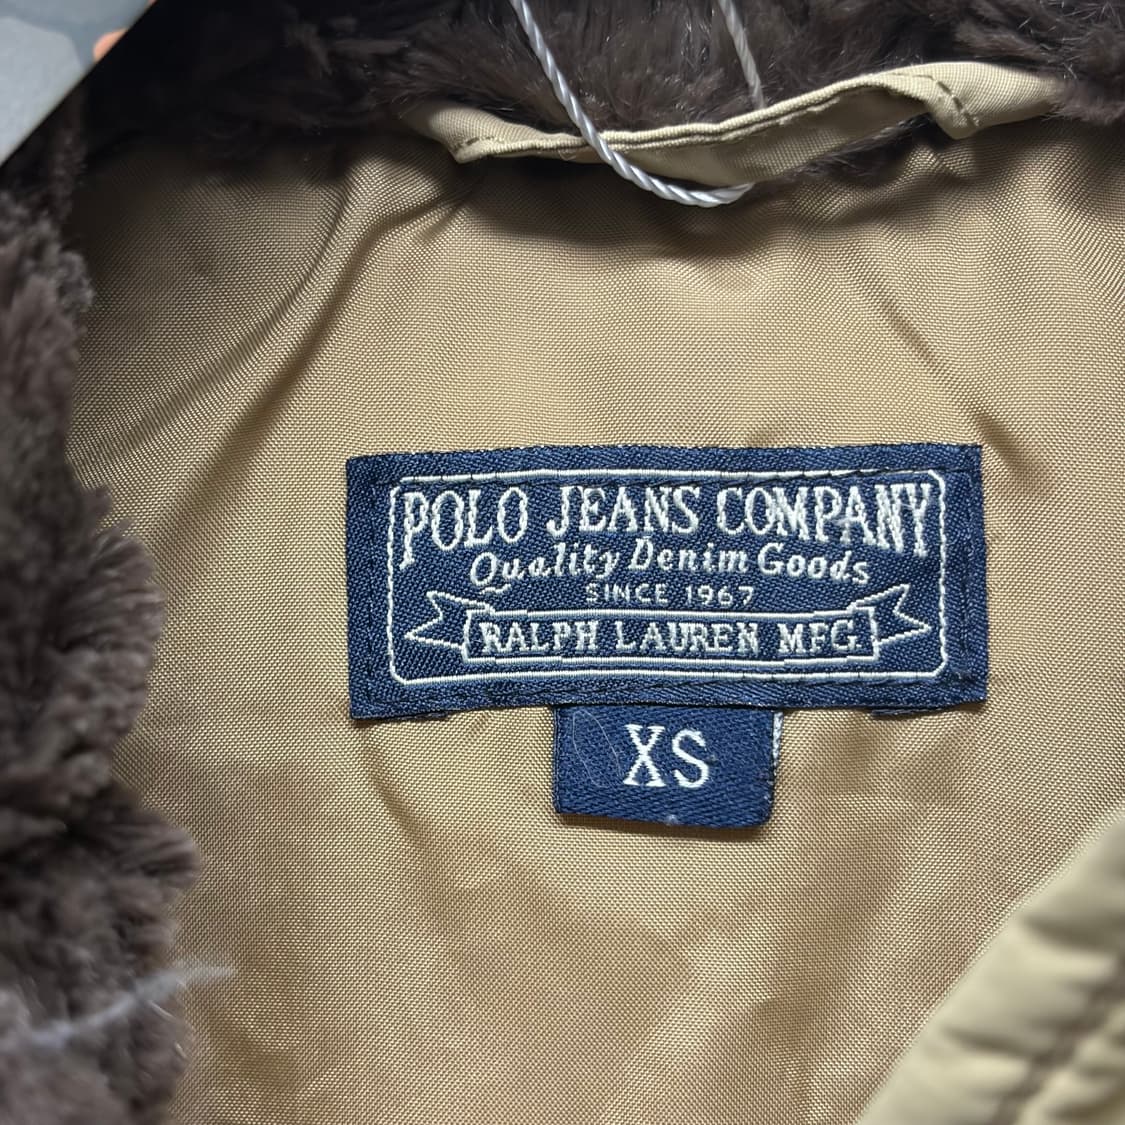 POLO JEANS COMPANY
Quality Denim Goods
SINCE 1967
RALPH LAUREN MFG.
XS